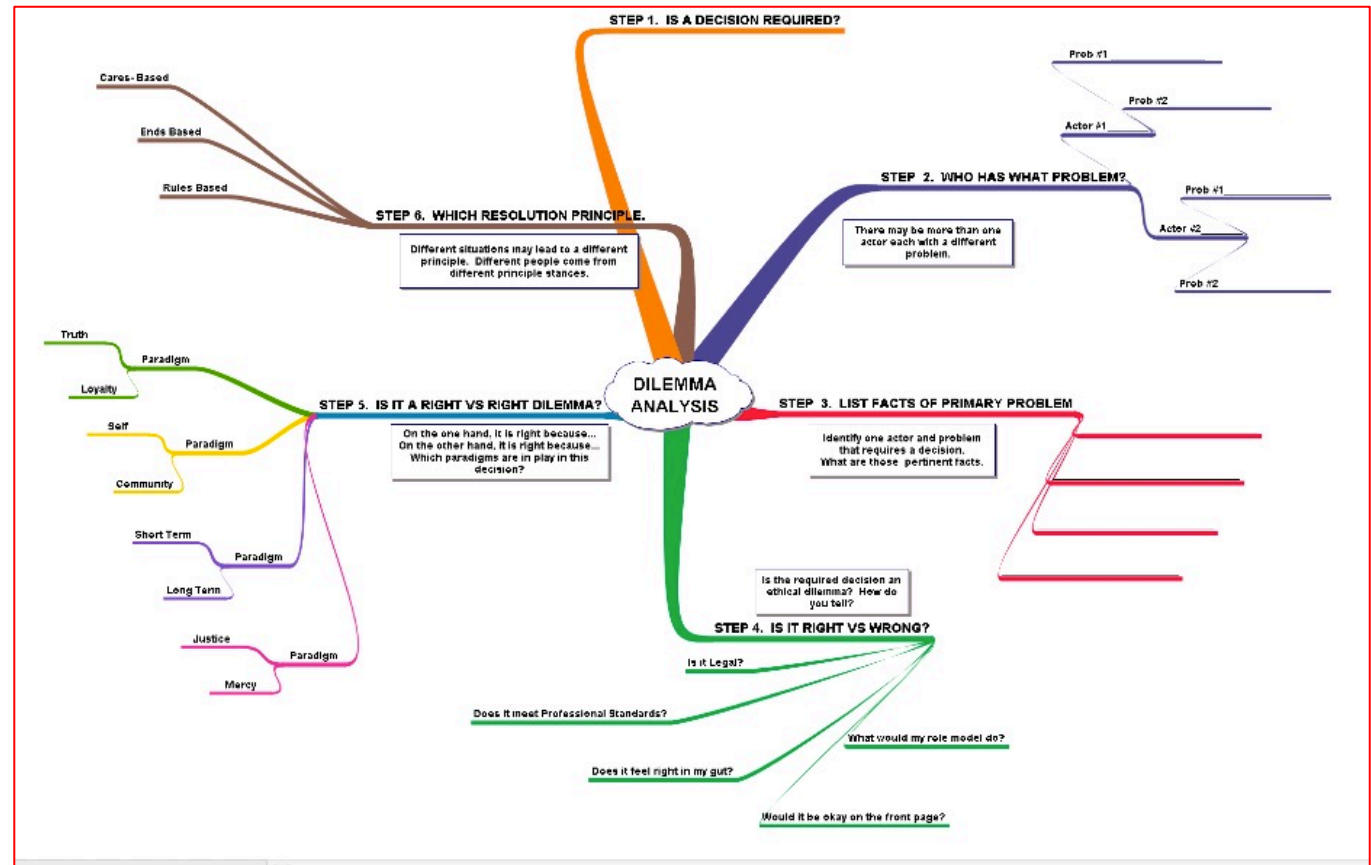 STEP 1. IS A DECISION REQUIRED?
Prob #1
Prob #2
Actor #1
STEP 2. WHO HAS WHAT PROBLEM?
Prob #1
Actor #2
Prob #2
There may be more than one
actor each with a different
problem.
Cares-Based
Ends Based
Rules Based
STEP 6. WHICH RESOLUTION PRINCIPLE.
Different situations may lead to a different
principle. Different people come from
different principle stances.
DILEMMA
ANALYSIS
STEP 3. LIST FACTS OF PRIMARY PROBLEM
Identify one actor and problem
that requires a decision.
What are those pertinent facts.
Truth
Paradigm
Loyalty
STEP 5. IS IT A RIGHT VS RIGHT DILEMMA?
On the one hand, it is right because...
On the other hand, it is right because...
Which paradigms are in play in this
decision?
Self
Paradigm
Community
Short Term
Paradigm
Long Term
Justice
Paradigm
Mercy
Is the required decision an
ethical dilemma? How do
you tell?
STEP 4. IS IT RIGHT VS WRONG?
Is it Legal?
Does it meet Professional Standards?
What would my role model do?
Does it feel right in my gut?
Would it be okay on the front page?